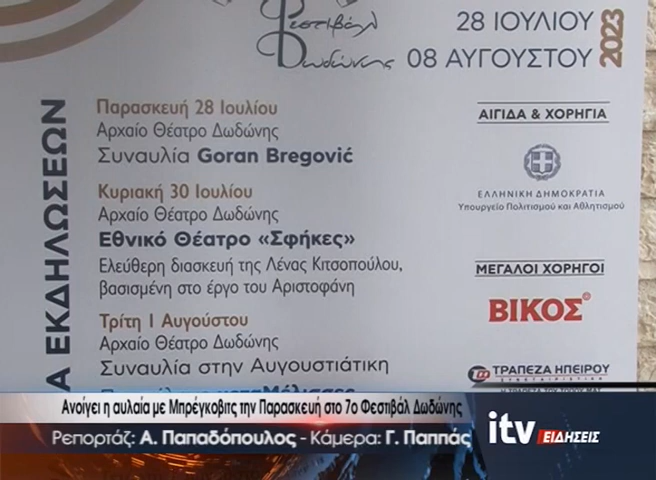 Φεστιβάλ
Δωδώνης
28 ΙΟΥΛΙΟΥ
08 ΑΥΓΟΥΣΤΟΥ
2023
Α ΕΚΔΗΛΩΣΕΩΝ
Παρασκευή 28 Ιουλίου
Αρχαίο Θέατρο Δωδώνης
Συναυλία Goran Bregović
Κυριακή 30 Ιουλίου
Αρχαίο Θέατρο Δωδώνης
Εθνικό Θέατρο «Σφήκες»
Ελεύθερη διασκευή της Λένας Κιτσοπούλου,
βασισμένη στο έργο του Αριστοφάνη
Τρίτη 1 Αυγούστου
Αρχαίο Θέατρο Δωδώνης
Συναυλία στην Αυγουστιάτικη
ΑΙΓΙΔΑ & ΧΟΡΗΓΙΑ
ΕΛΛΗΝΙΚΗ ΔΗΜΟΚΡΑΤΙΑ
Υπουργείο Πολιτισμού και Αθλητισμού
ΜΕΓΑΛΟΙ ΧΟΡΗΓΟΙ
ΒΙΚΟΣ®
ΤΡΑΠΕΖΑ ΗΠΕΙΡΟΥ
ΣΥΝΕΤΑΙΡΙΣΤΙΚΗ
Ανοίγει η αυλαία με Μπρέγκοβιτς την Παρασκευή στο 7ο Φεστιβάλ Δωδώνης
Ρεπορτάζ: Α. Παπαδόπουλος - Κάμερα: Γ. Παππάς
itv ΕΙΔΗΣΕΙΣ